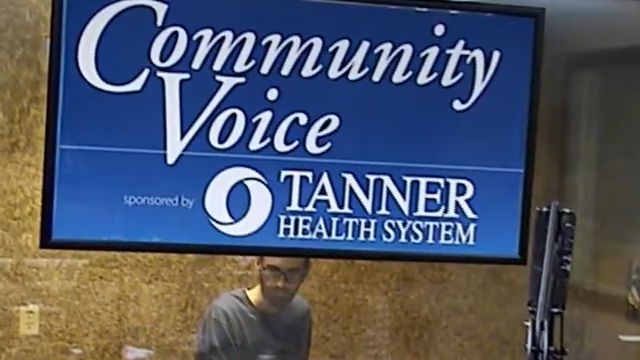 Community
Voice
sponsored by
TANNER
HEALTH SYSTEM